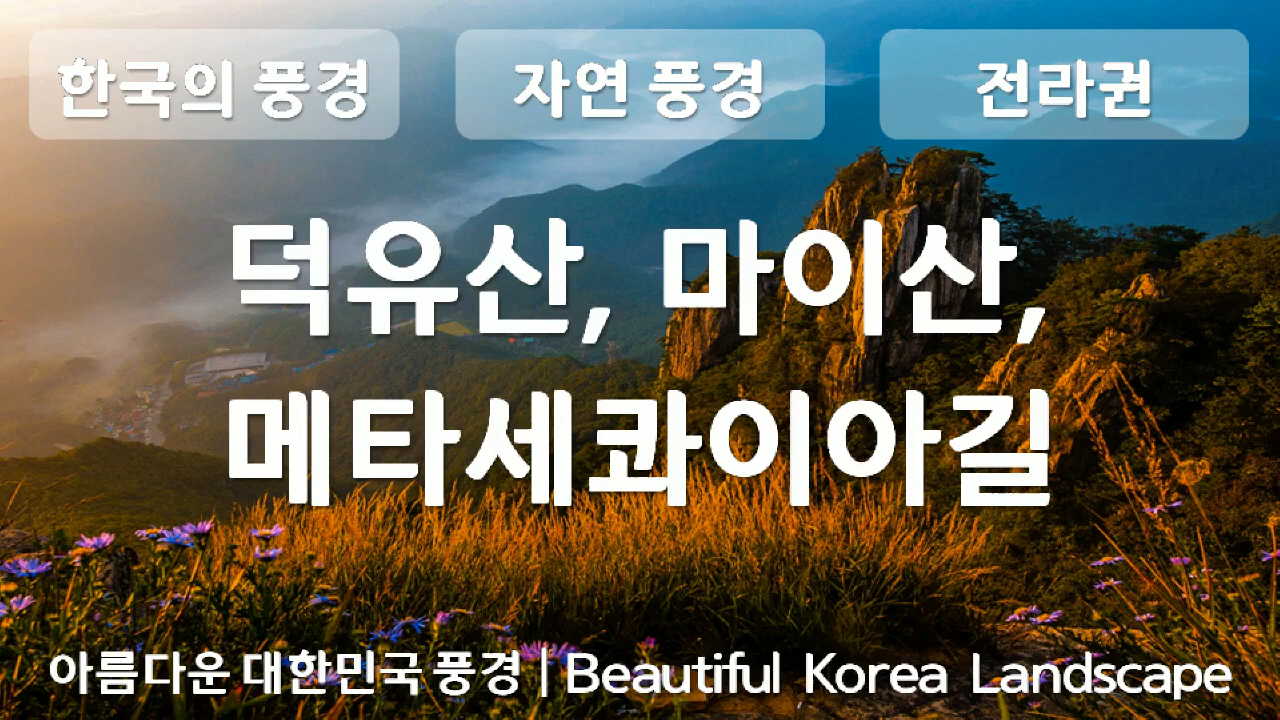 한국의 풍경
자연 풍경
전라권
덕유산, 마이산,
메타세콰이아길
아름다운 대한민국 풍경 | Beautiful Korea Landscape